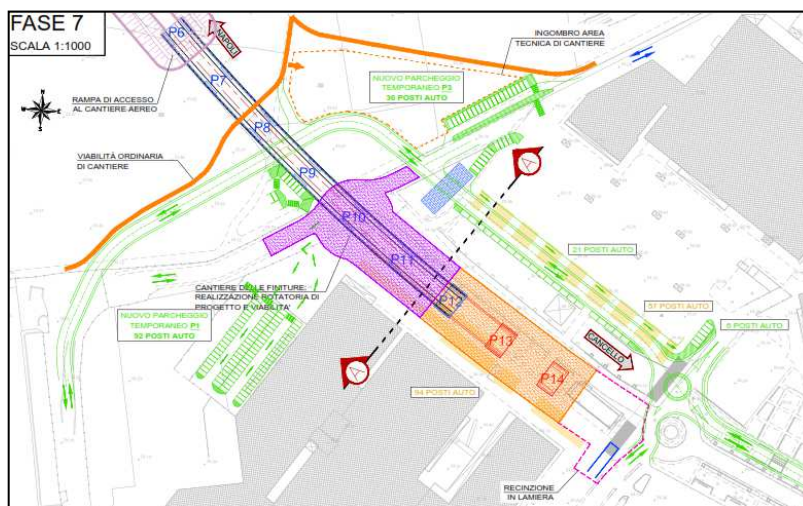 FASE 7
SCALA 1:1000
P6
NAPOLI
INGOMBRO AREA
TECNICA DI CANTIERE
P7
NUOVO PARCHEGGIO
TEMPORANEO P3
36 POSTI AUTO
RAMPA DI ACCESSO
AL CANTIERE AEREO
N
S
P8
VIABILITÀ ORDINARIA
DI CANTIERE
P9
A
P10
21 POSTI AUTO
P11
CANTIERE DELLE FINITURE:
REALIZZAZIONE ROTATORIA DI
PROGETTO E VIABILITA'
P12
51 POSTI AUTO
NUOVO PARCHEGGIO
TEMPORANEO P1
92 POSTI AUTO
6 POSTI AUTO
P13
CANCELLO
A
P14
94 POSTI AUTO
RECINZIONE
IN LAMIERA